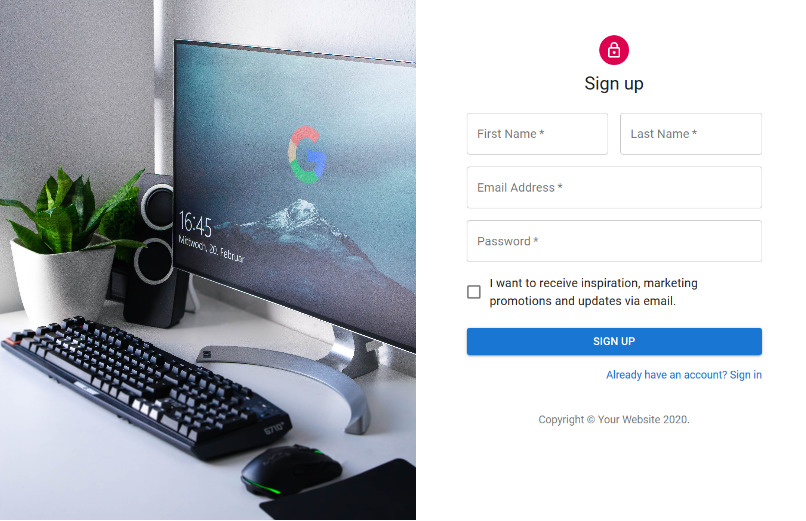 16:45
Mittwoch, 20. Februar
G710+
Sign up
First Name *
Last Name *
Email Address *
Password *
I want to receive inspiration, marketing
promotions and updates via email.
SIGN UP
Already have an account? Sign in
Copyright © Your Website 2020.